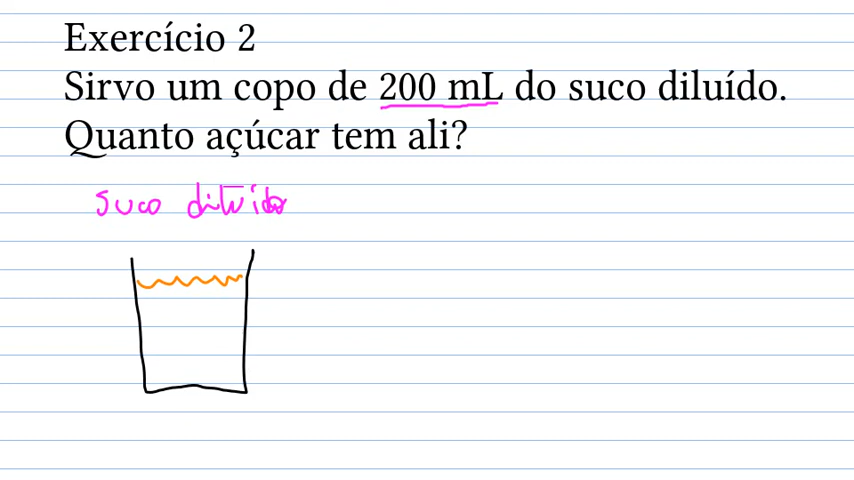 Exercício 2
Sirvo um copo de 200 mL do suco diluído.
Quanto açúcar tem ali?
suco diluído